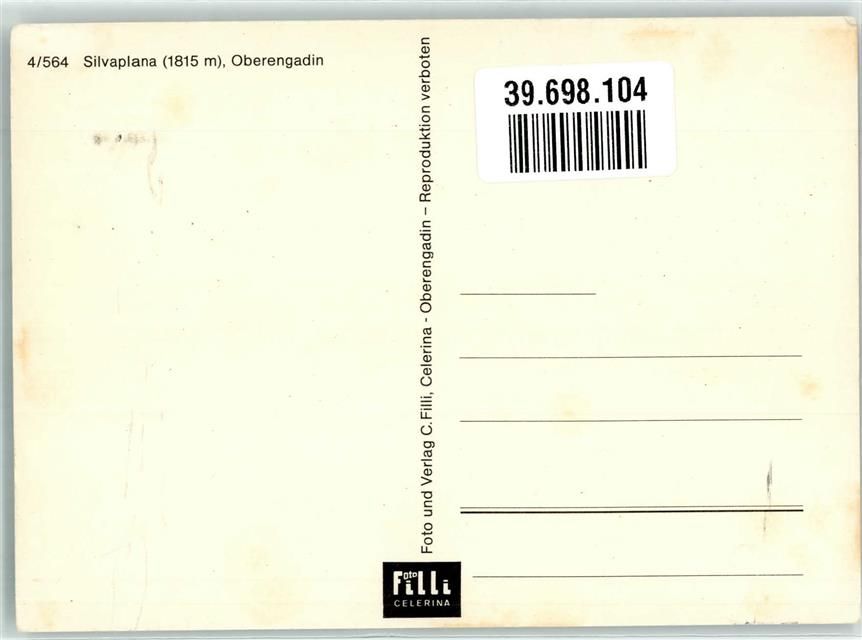 4/564 Silvaplana (1815 m), Oberengadin
Foto und Verlag C. Filli, Celerina - Oberengadin – Reproduktion verboten
39.698.104
Foto Filli
CELERINA